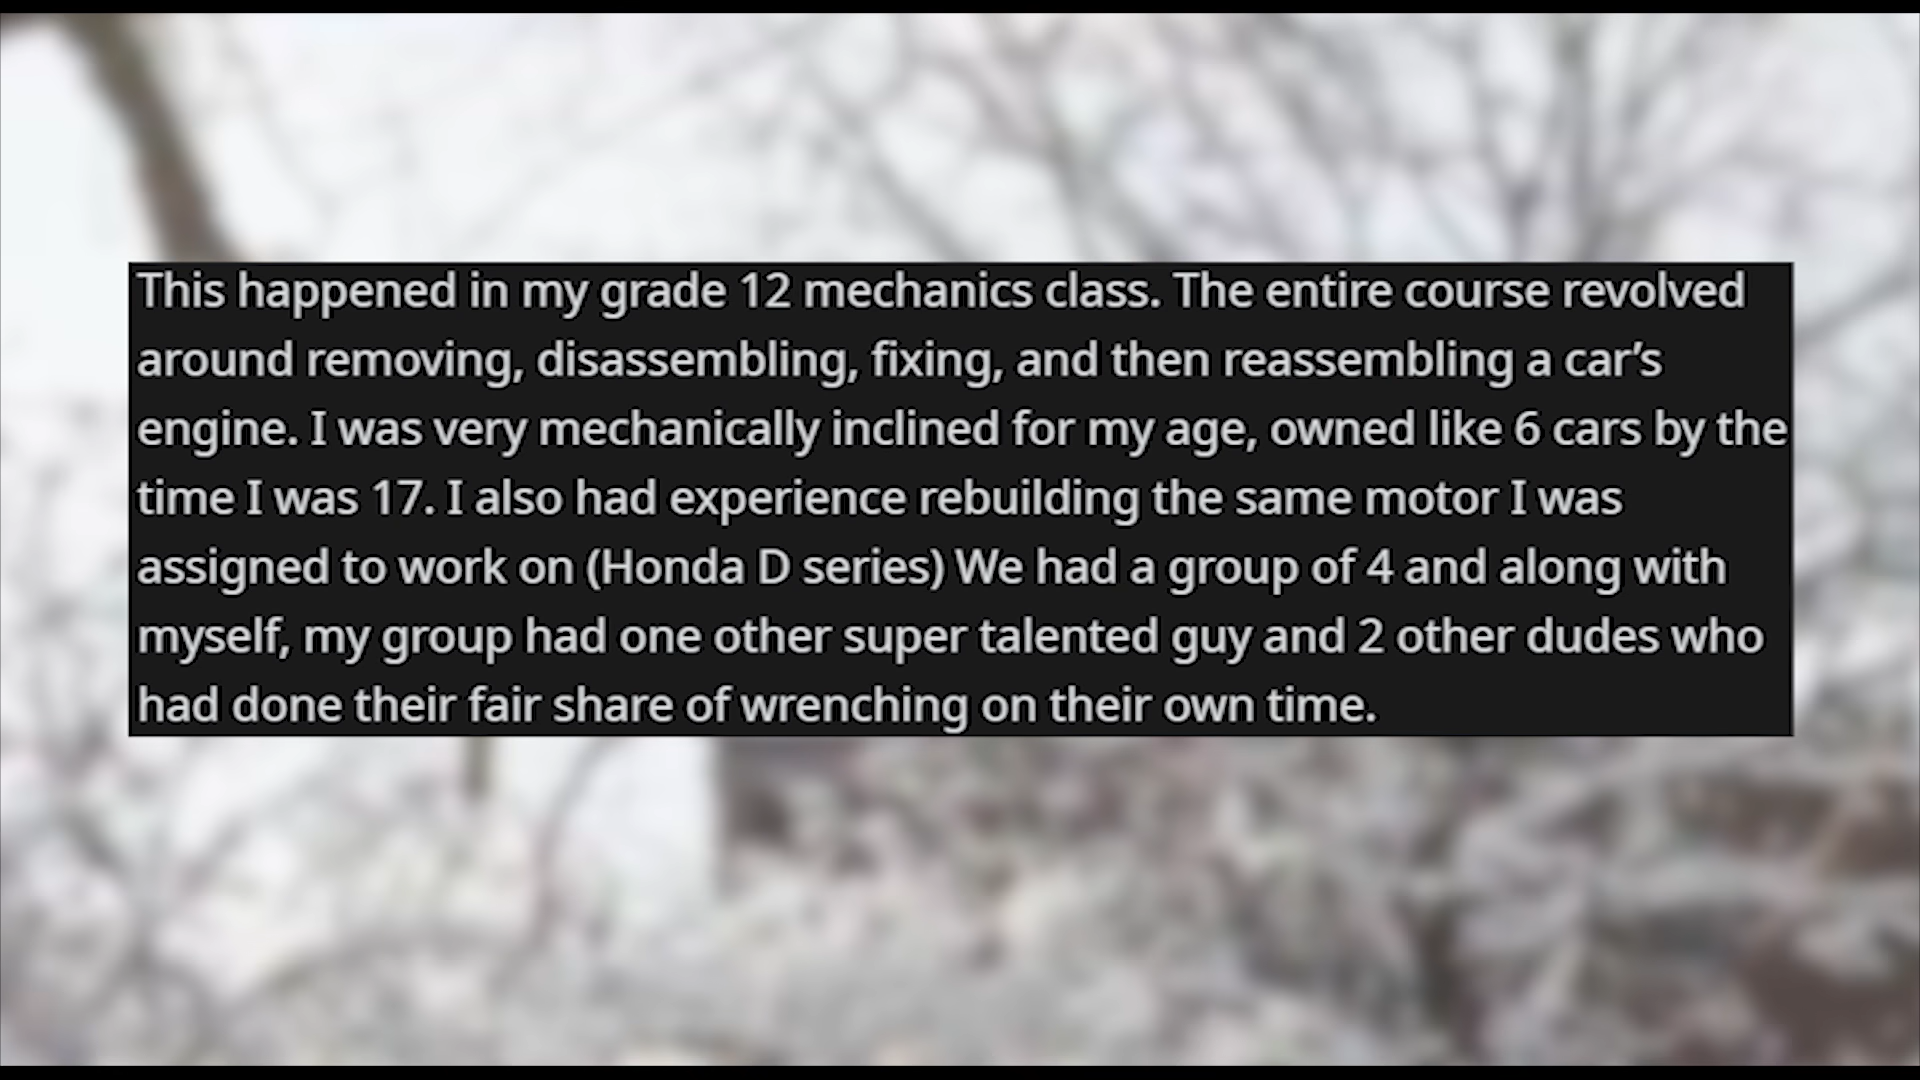 This happened in my grade 12 mechanics class. The entire course revolved
around removing, disassembling, fixing, and then reassembling a car’s
engine. I was very mechanically inclined for my age, owned like 6 cars by the
time I was 17. I also had experience rebuilding the same motor I was
assigned to work on (Honda D series) We had a group of 4 and along with
myself, my group had one other super talented guy and 2 other dudes who
had done their fair share of wrenching on their own time.